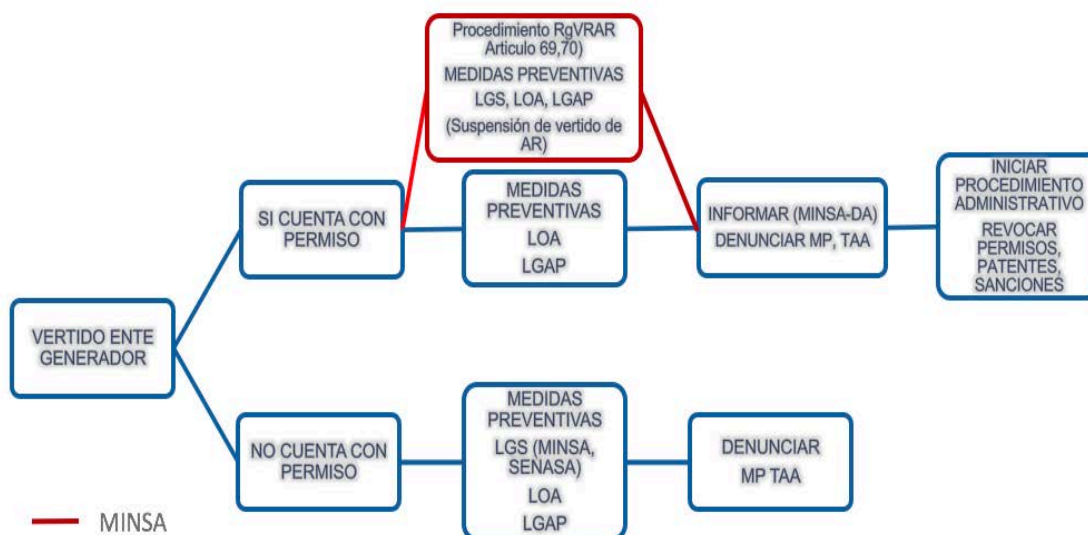 Procedimiento RgVRAR
Articulo 69,70)
MEDIDAS PREVENTIVAS
LGS, LOA, LGAP
(Suspensión de vertido de
AR)
SI CUENTA CON
PERMISO
MEDIDAS
PREVENTIVAS
LOA
LGAP
INFORMAR (MINSA-DA)
DENUNCIAR MP, TAA
INICIAR
PROCEDIMIENTO
ADMINISTRATIVO
REVOCAR
PERMISOS,
PATENTES,
SANCIONES
VERTIDO ENTE
GENERADOR
NO CUENTA CON
PERMISO
MEDIDAS
PREVENTIVAS
LGS (MINSA,
SENASA)
LOA
LGAP
DENUNCIAR
MP TAA
MINSA